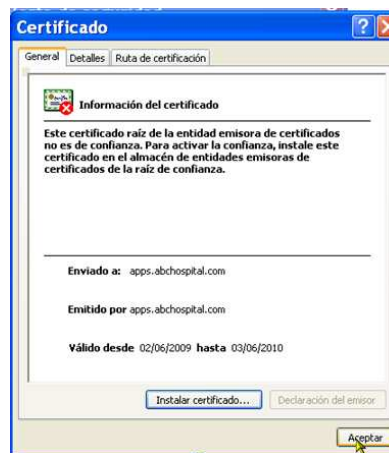 Certificado
General Detalles Ruta de certificación
Información del certificado
Este certificado raíz de la entidad emisora de certificados
no es de confianza. Para activar la confianza, instale este
certificado en el almacén de entidades emisoras de
certificados de la raíz de confianza.
Enviado a: apps.abchospital.com
Emitido por apps.abchospital.com
Válido desde 02/06/2009 hasta 03/06/2010
Instalar certificado... Declaración del emisor
Aceptar